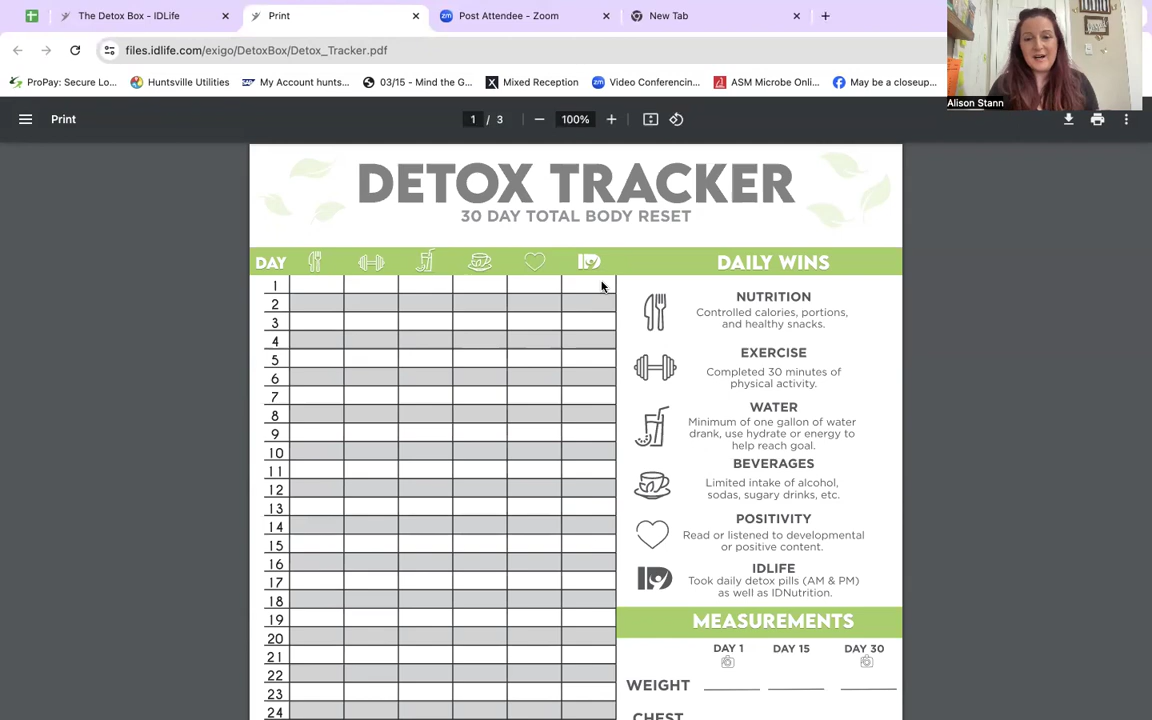 The Detox Box - IDLife
Print
Post Attendee - Zoom
New Tab
files.idlife.com/exigo/DetoxBox/Detox_Tracker.pdf
ProPay: Secure Lo...
Huntsville Utilities
My Account hunts...
03/15 - Mind the G...
Mixed Reception
Video Conferencin...
ASM Microbe Onli...
May be a closeup...
Alison Stann
Print
1 / 3
100%
DETOX TRACKER
30 DAY TOTAL BODY RESET
DAY
ID
DAILY WINS
1
2
3
4
5
6
7
8
9
10
11
12
13
14
15
16
17
18
19
20
21
22
23
24
NUTRITION
Controlled calories, portions,
and healthy snacks.
EXERCISE
Completed 30 minutes of
physical activity.
WATER
Minimum of one gallon of water
drank, use hydrate or energy to
help reach goal.
BEVERAGES
Limited intake of alcohol,
sodas, sugary drinks, etc.
POSITIVITY
Read or listened to developmental
or positive content.
ID
IDLIFE
Took daily detox pills (AM & PM)
as well as IDNutrition.
MEASUREMENTS
DAY 1
DAY 15
DAY 30
WEIGHT
CHEST